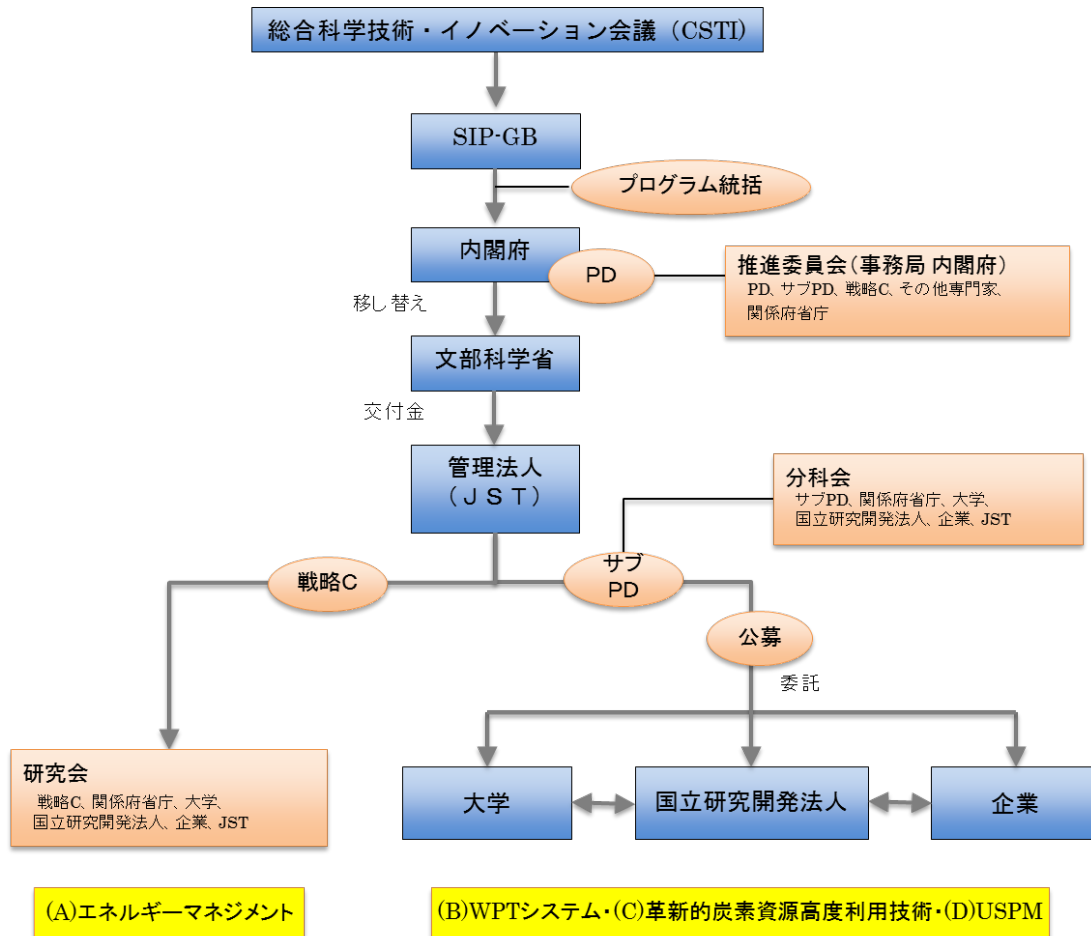 総合科学技術・イノベーション会議（CSTI)
SIP-GB
プログラム統括
内閣府
PD
推進委員会（事務局 内閣府）
PD、サブPD、戦略C、その他専門家、
関係府省庁
移し替え
文部科学省
交付金
管理法人
（ＪＳＴ）
分科会
サブPD、関係府省庁、大学、
国立研究開発法人、企業、JST
戦略C
サブ
PD
公募
委託
研究会
戦略C、関係府省庁、大学、
国立研究開発法人、企業、JST
大学
国立研究開発法人
企業
(A)エネルギーマネジメント
(B)WPTシステム・(C)革新的炭素資源高度利用技術・(D)USPM